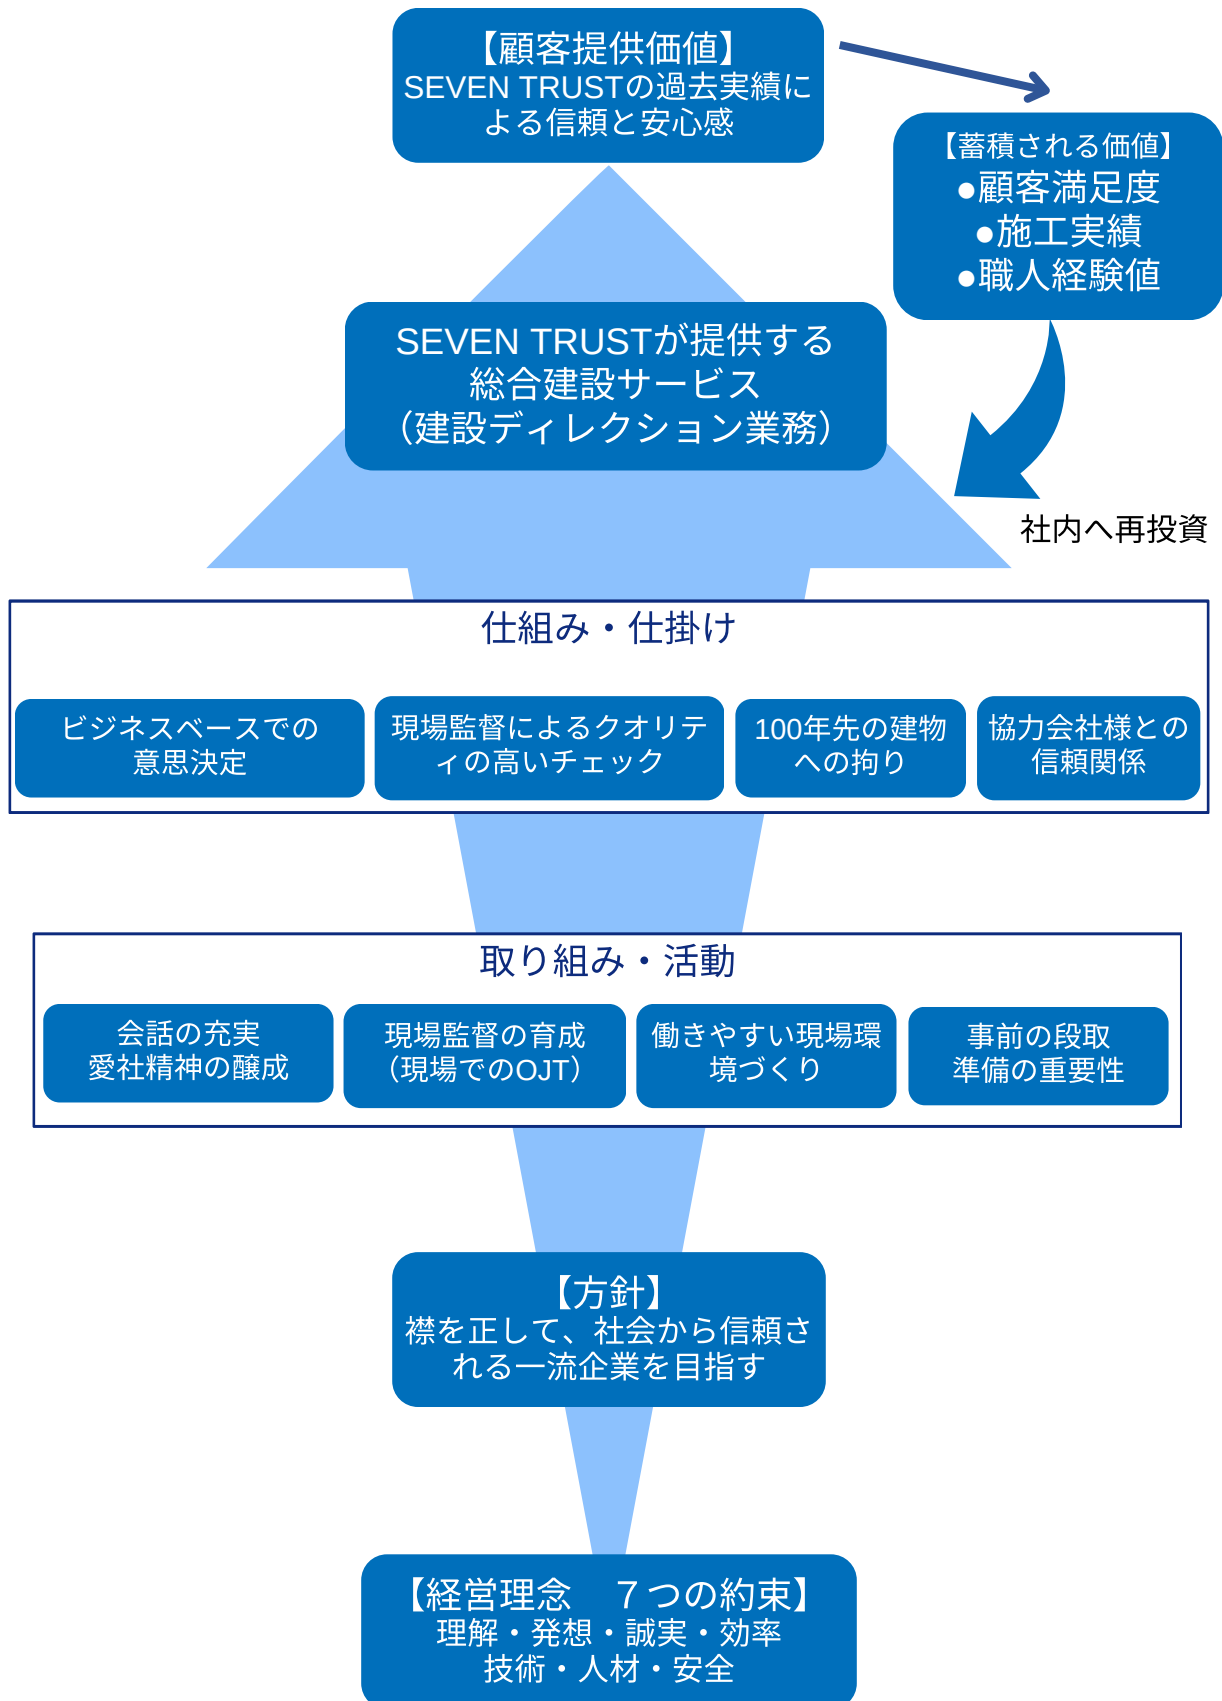 【顧客提供価値】
SEVEN TRUSTの過去実績に
よる信頼と安心感
【蓄積される価値】
●顧客満足度
●施工実績
●職人経験値
SEVEN TRUSTが提供する
総合建設サービス
（建設ディレクション業務）
社内へ再投資
仕組み・仕掛け
ビジネスベースでの
意思決定
現場監督によるクオリテ
ィの高いチェック
100年先の建物
への拘り
協力会社様との
信頼関係
取り組み・活動
会話の充実
愛社精神の醸成
現場監督の育成
（現場でのOJT）
働きやすい現場環
境づくり
事前の段取
準備の重要性
【方針】
襟を正して、社会から信頼さ
れる一流企業を目指す
【経営理念　７つの約束】
理解・発想・誠実・効率
技術・人材・安全